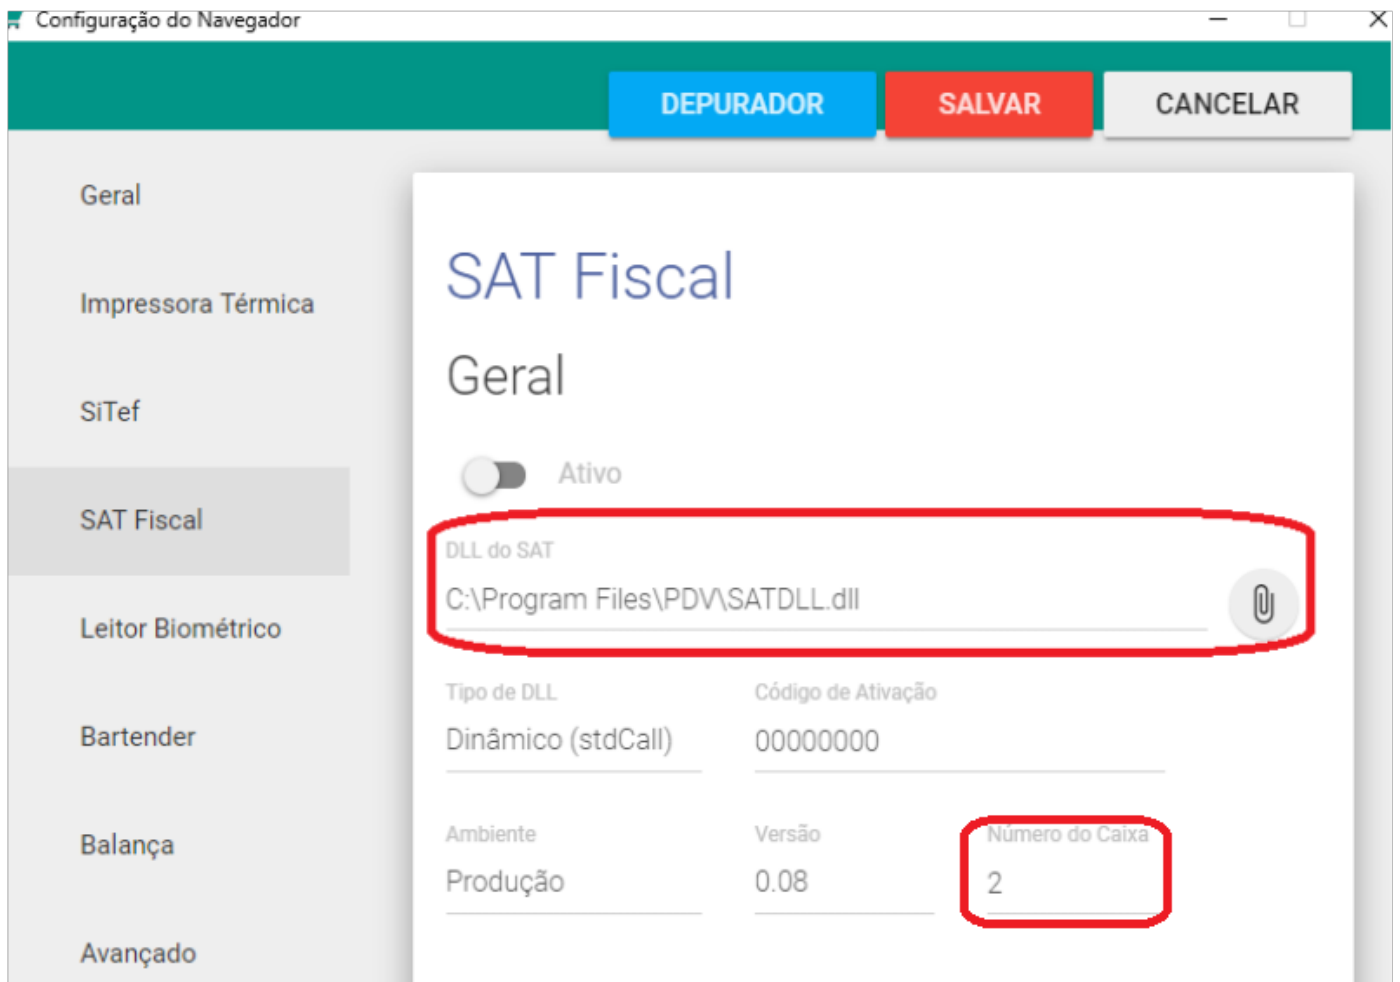 Configuração do Navegador
DEPURADOR SALVAR CANCELAR
Geral
Impressora Térmica
SiTef
SAT Fiscal
Leitor Biométrico
Bartender
Balança
Avançado
SAT Fiscal
Geral
Ativo
DLL do SAT
C:\Program Files\PDV\SATDLL.dll
Tipo de DLL Código de Ativação
Dinâmico (stdCall) 00000000
Ambiente Versão Número do Caixa
Produção 0.08 2